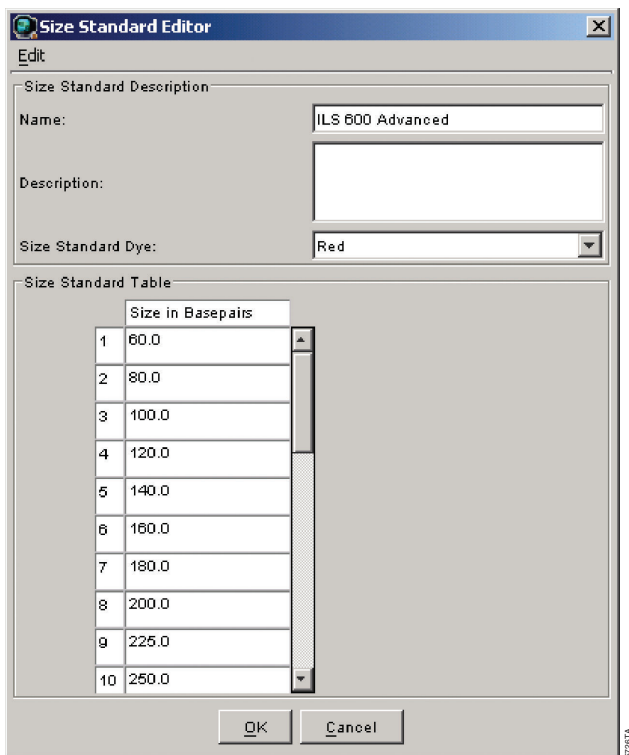 Size Standard Editor
Edit
Size Standard Description
Name: ILS 600 Advanced
Description:
Size Standard Dye: Red
Size Standard Table
Size in Basepairs
1 60.0
2 80.0
3 100.0
4 120.0
5 140.0
6 160.0
7 180.0
8 200.0
9 225.0
10 250.0
OK Cancel